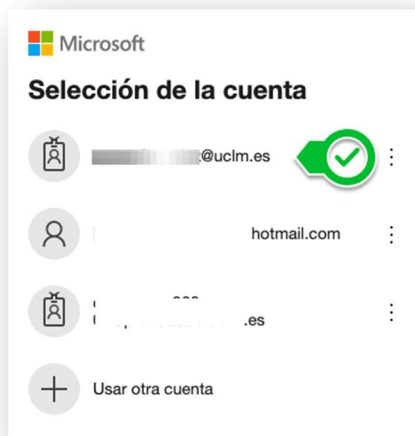 Microsoft
Selección de la cuenta
@uclm.es
hotmail.com
.es
Usar otra cuenta